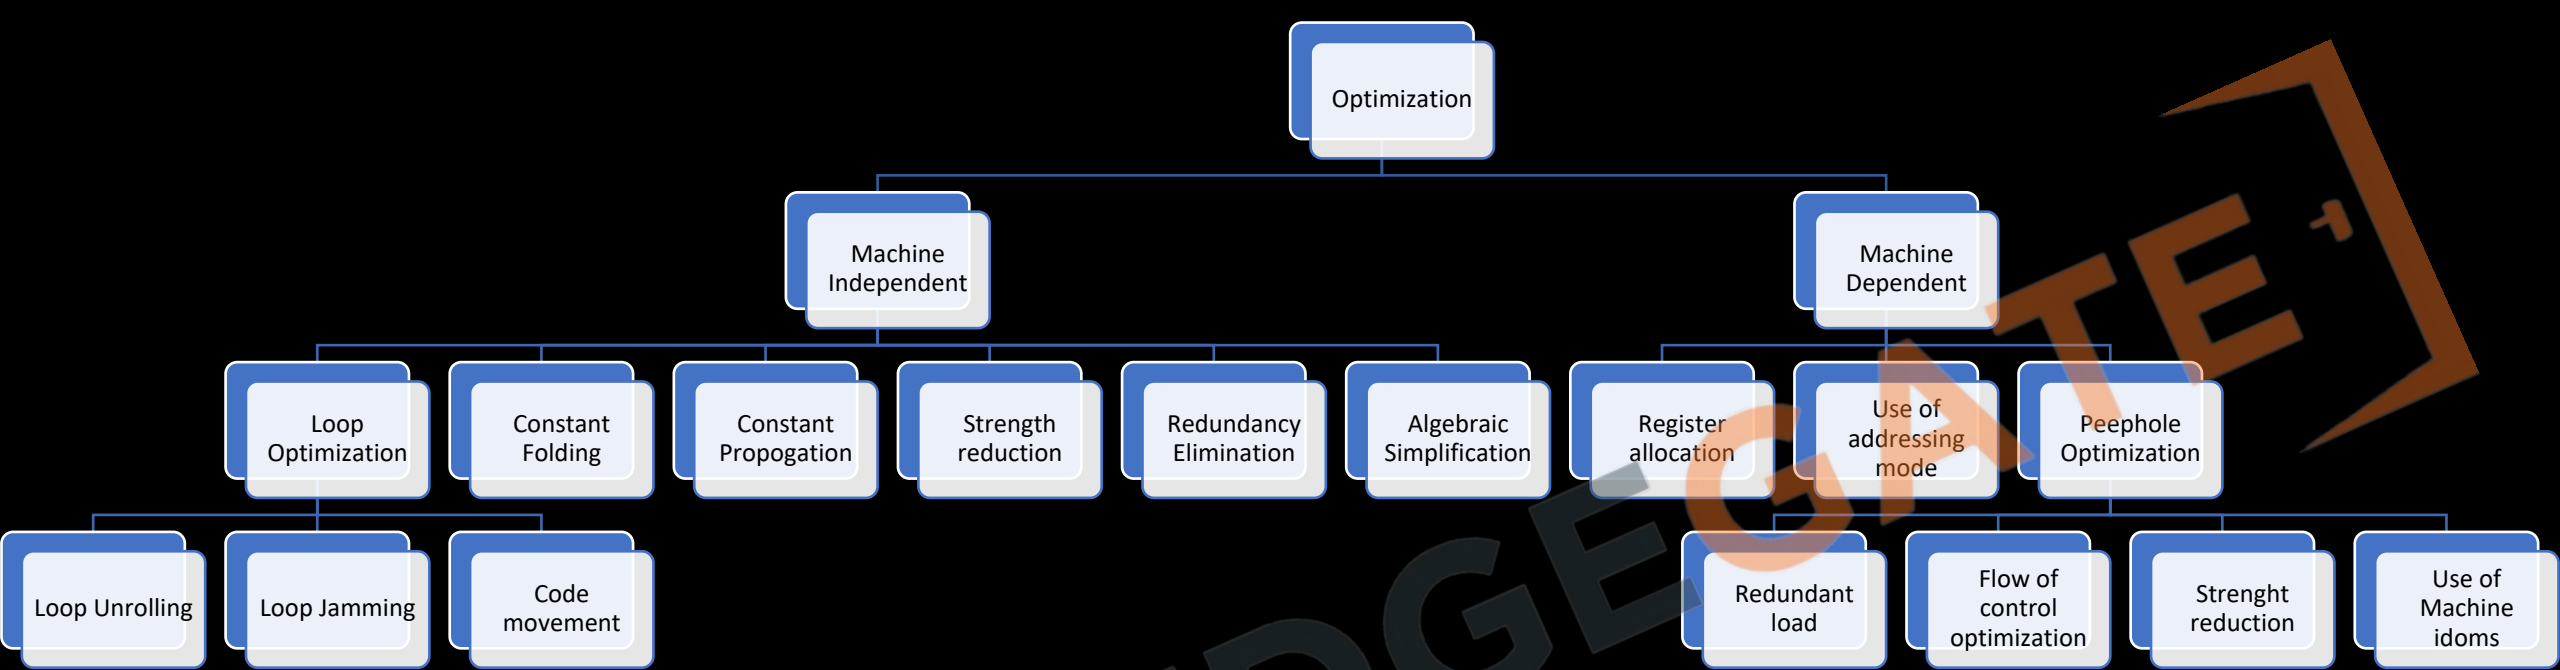 Optimization
Machine
Independent
Machine
Dependent
Loop
Optimization
Constant
Folding
Constant
Propogation
Strength
reduction
Redundancy
Elimination
Algebraic
Simplification
Register
allocation
Use of
addressing
mode
Peephole
Optimization
Loop Unrolling
Loop Jamming
Code
movement
Redundant
load
Flow of
control
optimization
Strenght
reduction
Use of
Machine
idoms
DGEGATE